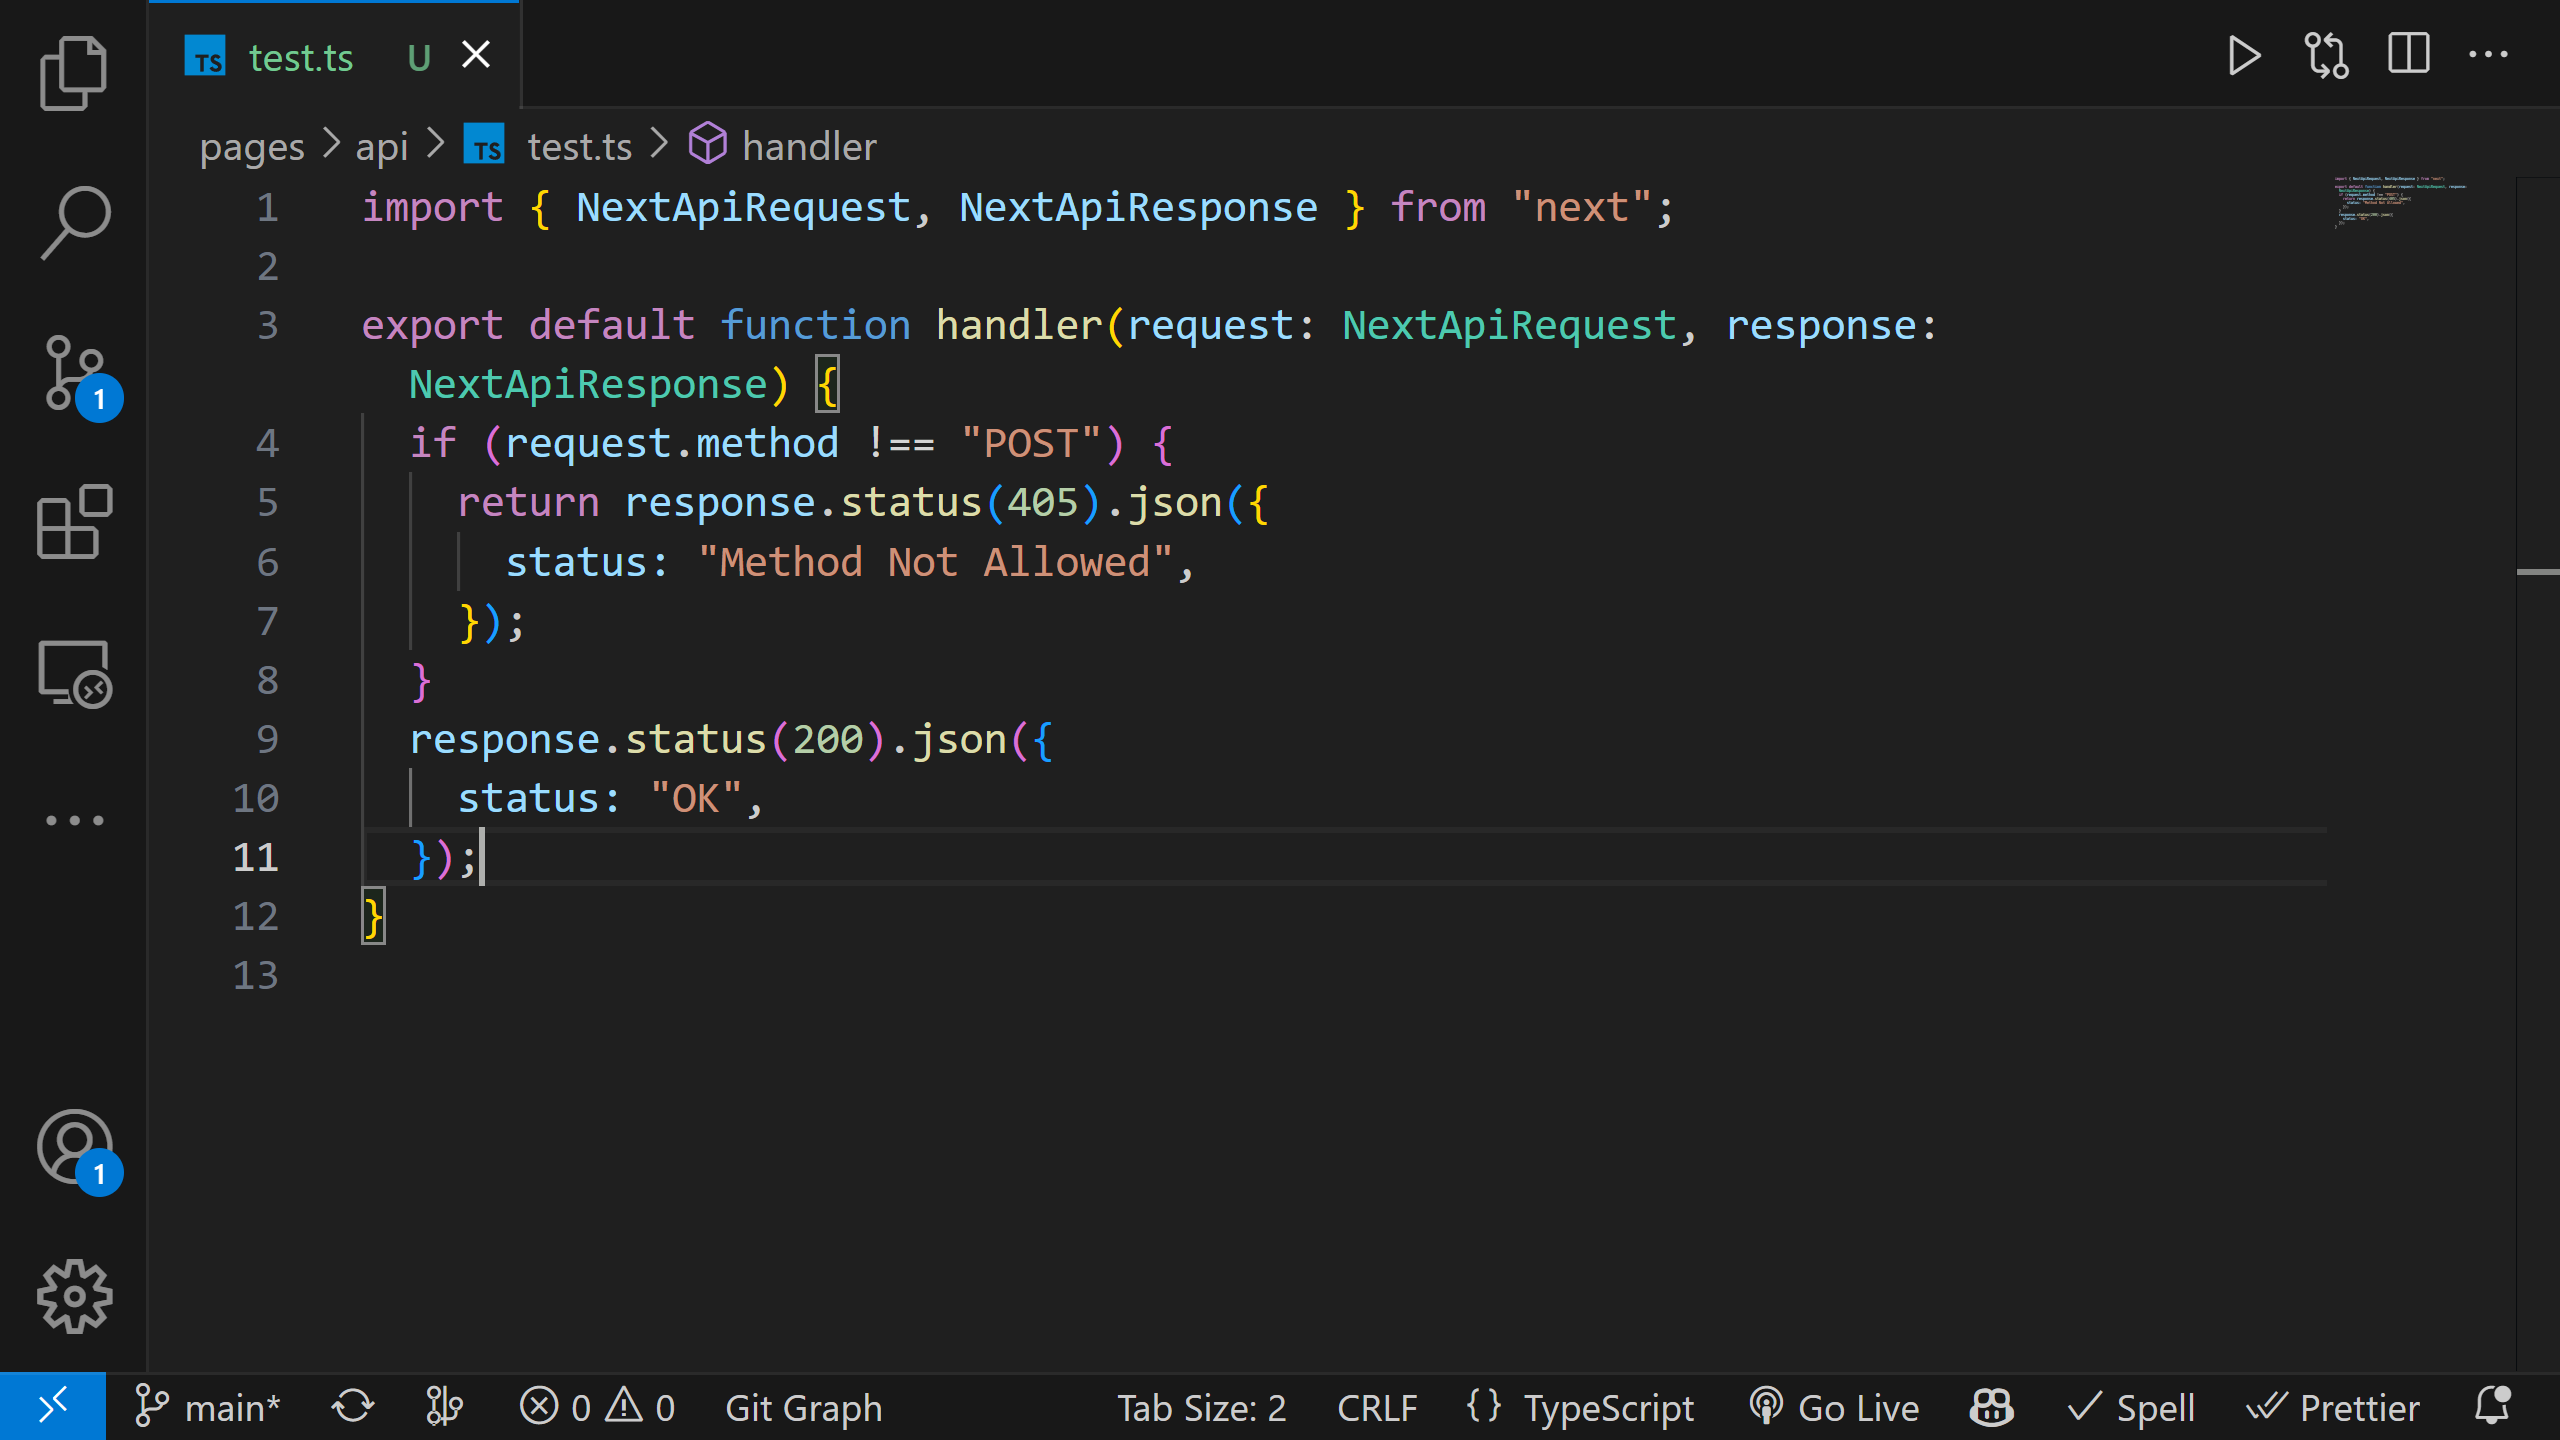 test.ts U
pages > api > TS test.ts > handler
1 import { NextApiRequest, NextApiResponse } from "next";
2
3 export default function handler(request: NextApiRequest, response:
NextApiResponse) {
4 if (request.method !== "POST") {
5 return response.status(405).json({
6 status: "Method Not Allowed",
7 });
8 }
9 response.status(200).json({
10 status: "OK",
11 });
12 }
13
1
1
main* 0 0 Git Graph Tab Size: 2 CRLF {} TypeScript Go Live Spell Prettier